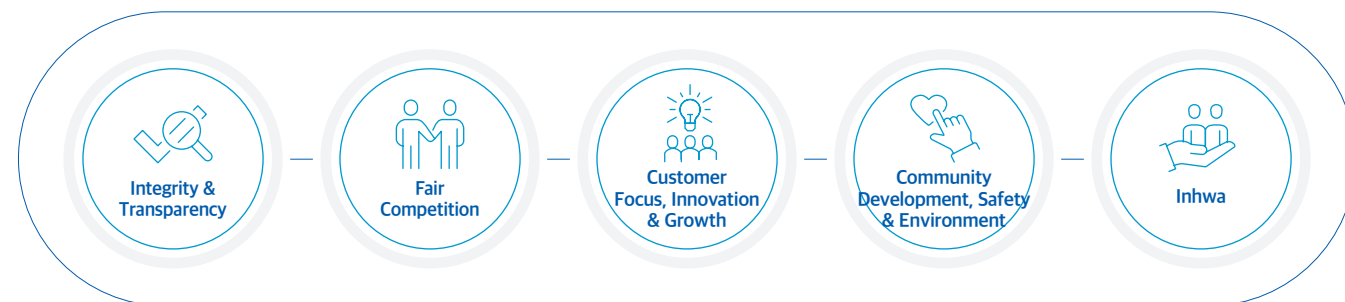 Integrity &
Transparency
Fair
Competition
Customer
Focus, Innovation
& Growth
Community
Development, Safety
& Environment
Inhwa